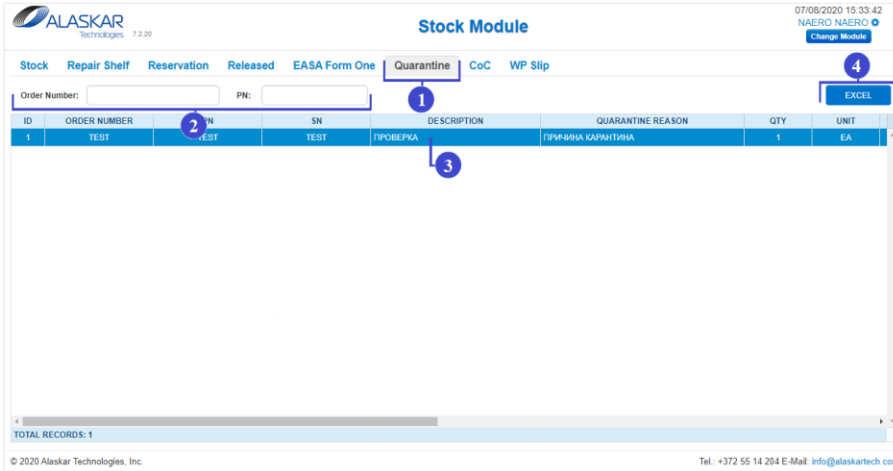 ALASKAR
Technologies 7.2.20
Stock Module
07/08/2020 15:33:42
NAERO NAERO
Change Module
Stock Repair Shelf Reservation Released EASA Form One Quarantine CoC WP Slip
1
4
Order Number: PN: EXCEL
2
ID ORDER NUMBER PN SN DESCRIPTION QUARANTINE REASON QTY UNIT
1 TEST TEST TEST ПРОВЕРКА ПРИЧИНА КАРАНТИНА 1 EA
3
TOTAL RECORDS: 1
© 2020 Alaskar Technologies, Inc. Tel.: +372 55 14 204 E-Mail: info@alaskartech.co